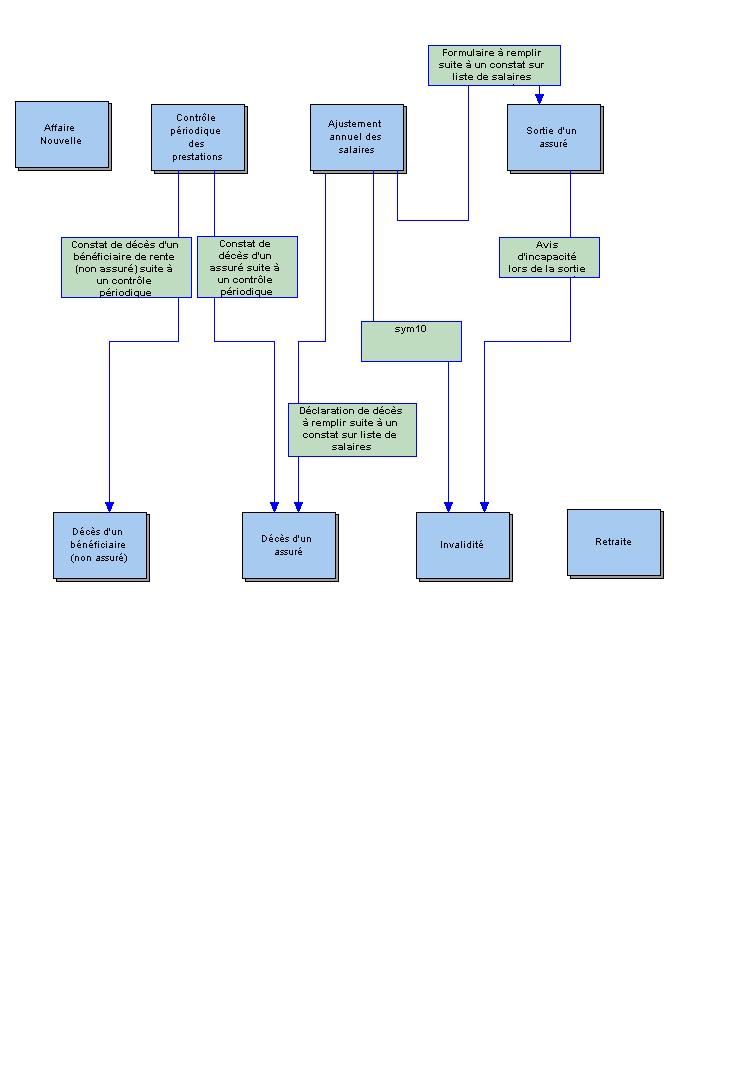 Formulaire à remplir
suite à un constat sur
liste de salaires
Affaire
Nouvelle
Contrôle
périodique
des
prestations
Ajustement
annuel des
salaires
Sortie d'un
assuré
Constat de décès d'un
bénéficiaire de rente
(non assuré) suite à
un contrôle
périodique
Constat de
décès d'un
assuré suite à
un contrôle
périodique
Avis
d'incapacité
lors de la sortie
sym10
Déclaration de décès
à remplir suite à un
constat sur liste de
salaires
Décès d'un
bénéficiaire
(non assuré)
Décès d'un
assuré
Invalidité
Retraite